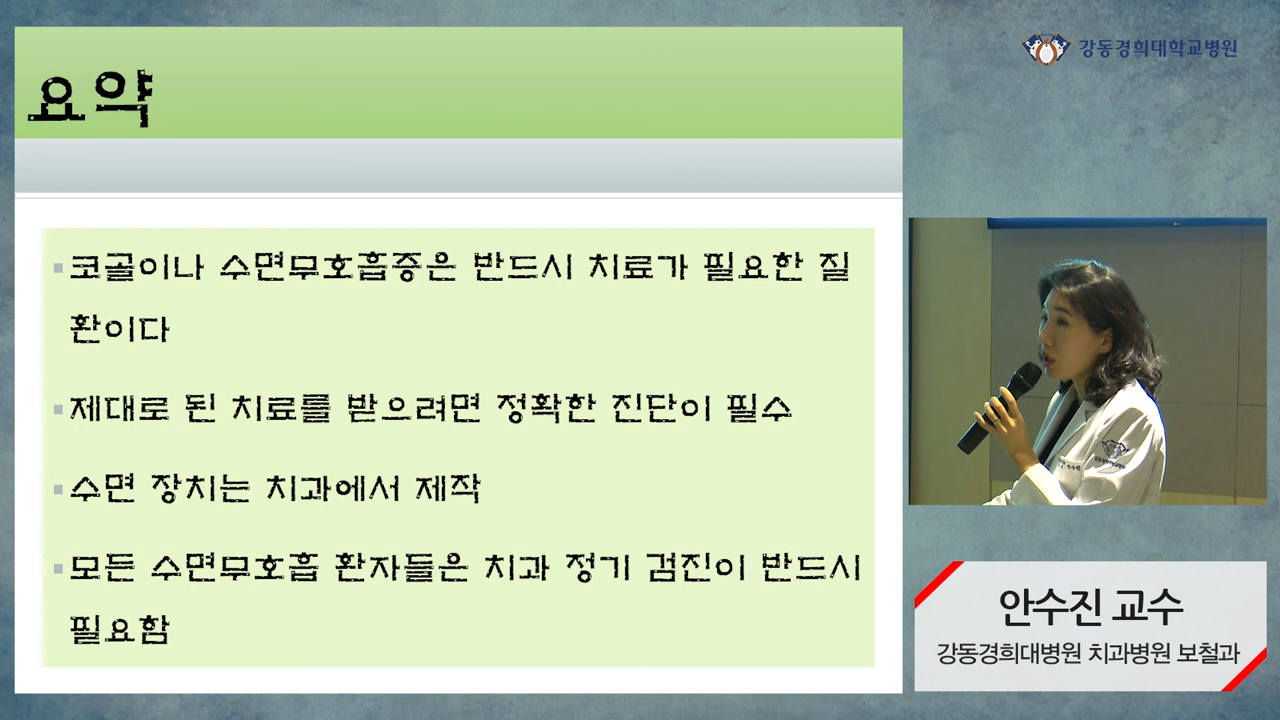 강동경희대학교병원
요약
코골이나 수면무호흡증은 반드시 치료가 필요한 질
환이다
제대로 된 치료를 받으려면 정확한 진단이 필수
수면 장치는 치과에서 제작
모든 수면무호흡 환자들은 치과 정기 검진이 반드시
필요함
안수진 교수
강동경희대병원 치과병원 보철과